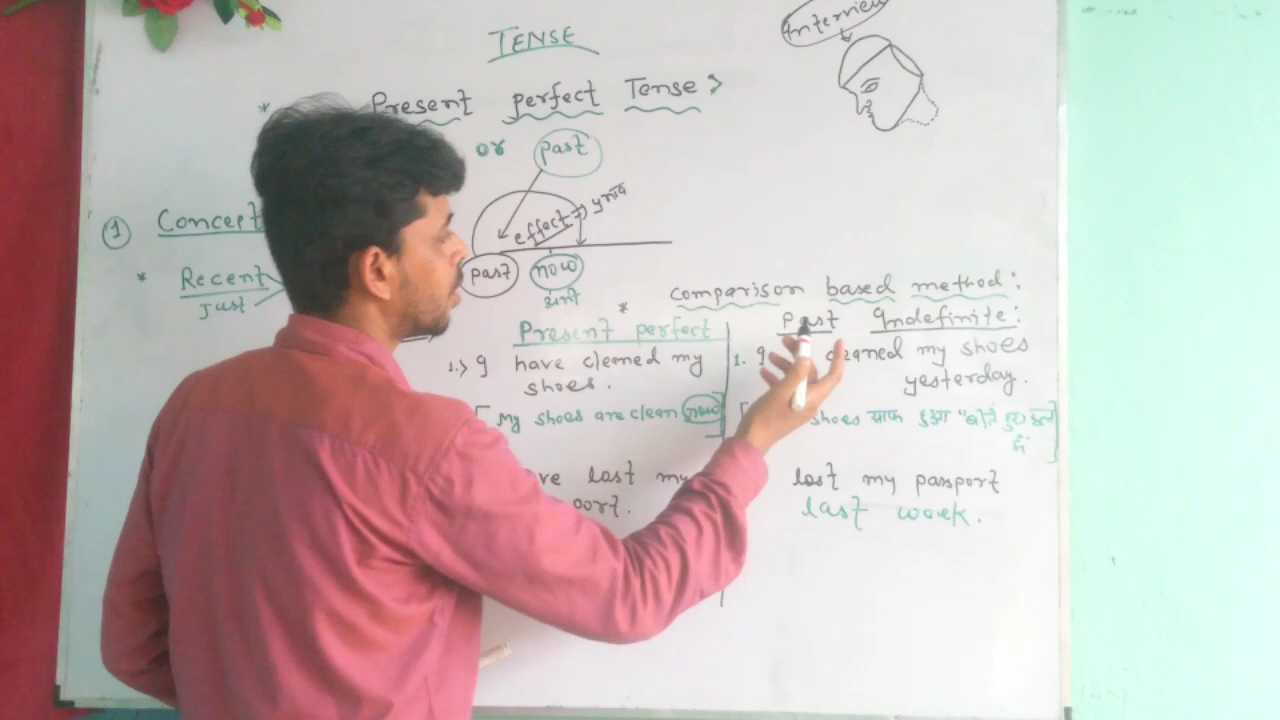 TENSE
Interview
* Present perfect Tense >
or past
1 Concept
effect => प्रभाव
* Recent
Just
past now
अभी
* comparison based method:
Present perfect
Past Indefinite:
1.> I have cleaned my
shoes.
1. I cleaned my shoes
yesterday.
[My shoes are clean now]
[ shoes साफ हुआ "बीते हुए कल
में ]
ve last my
port.
lost my passport
last week.